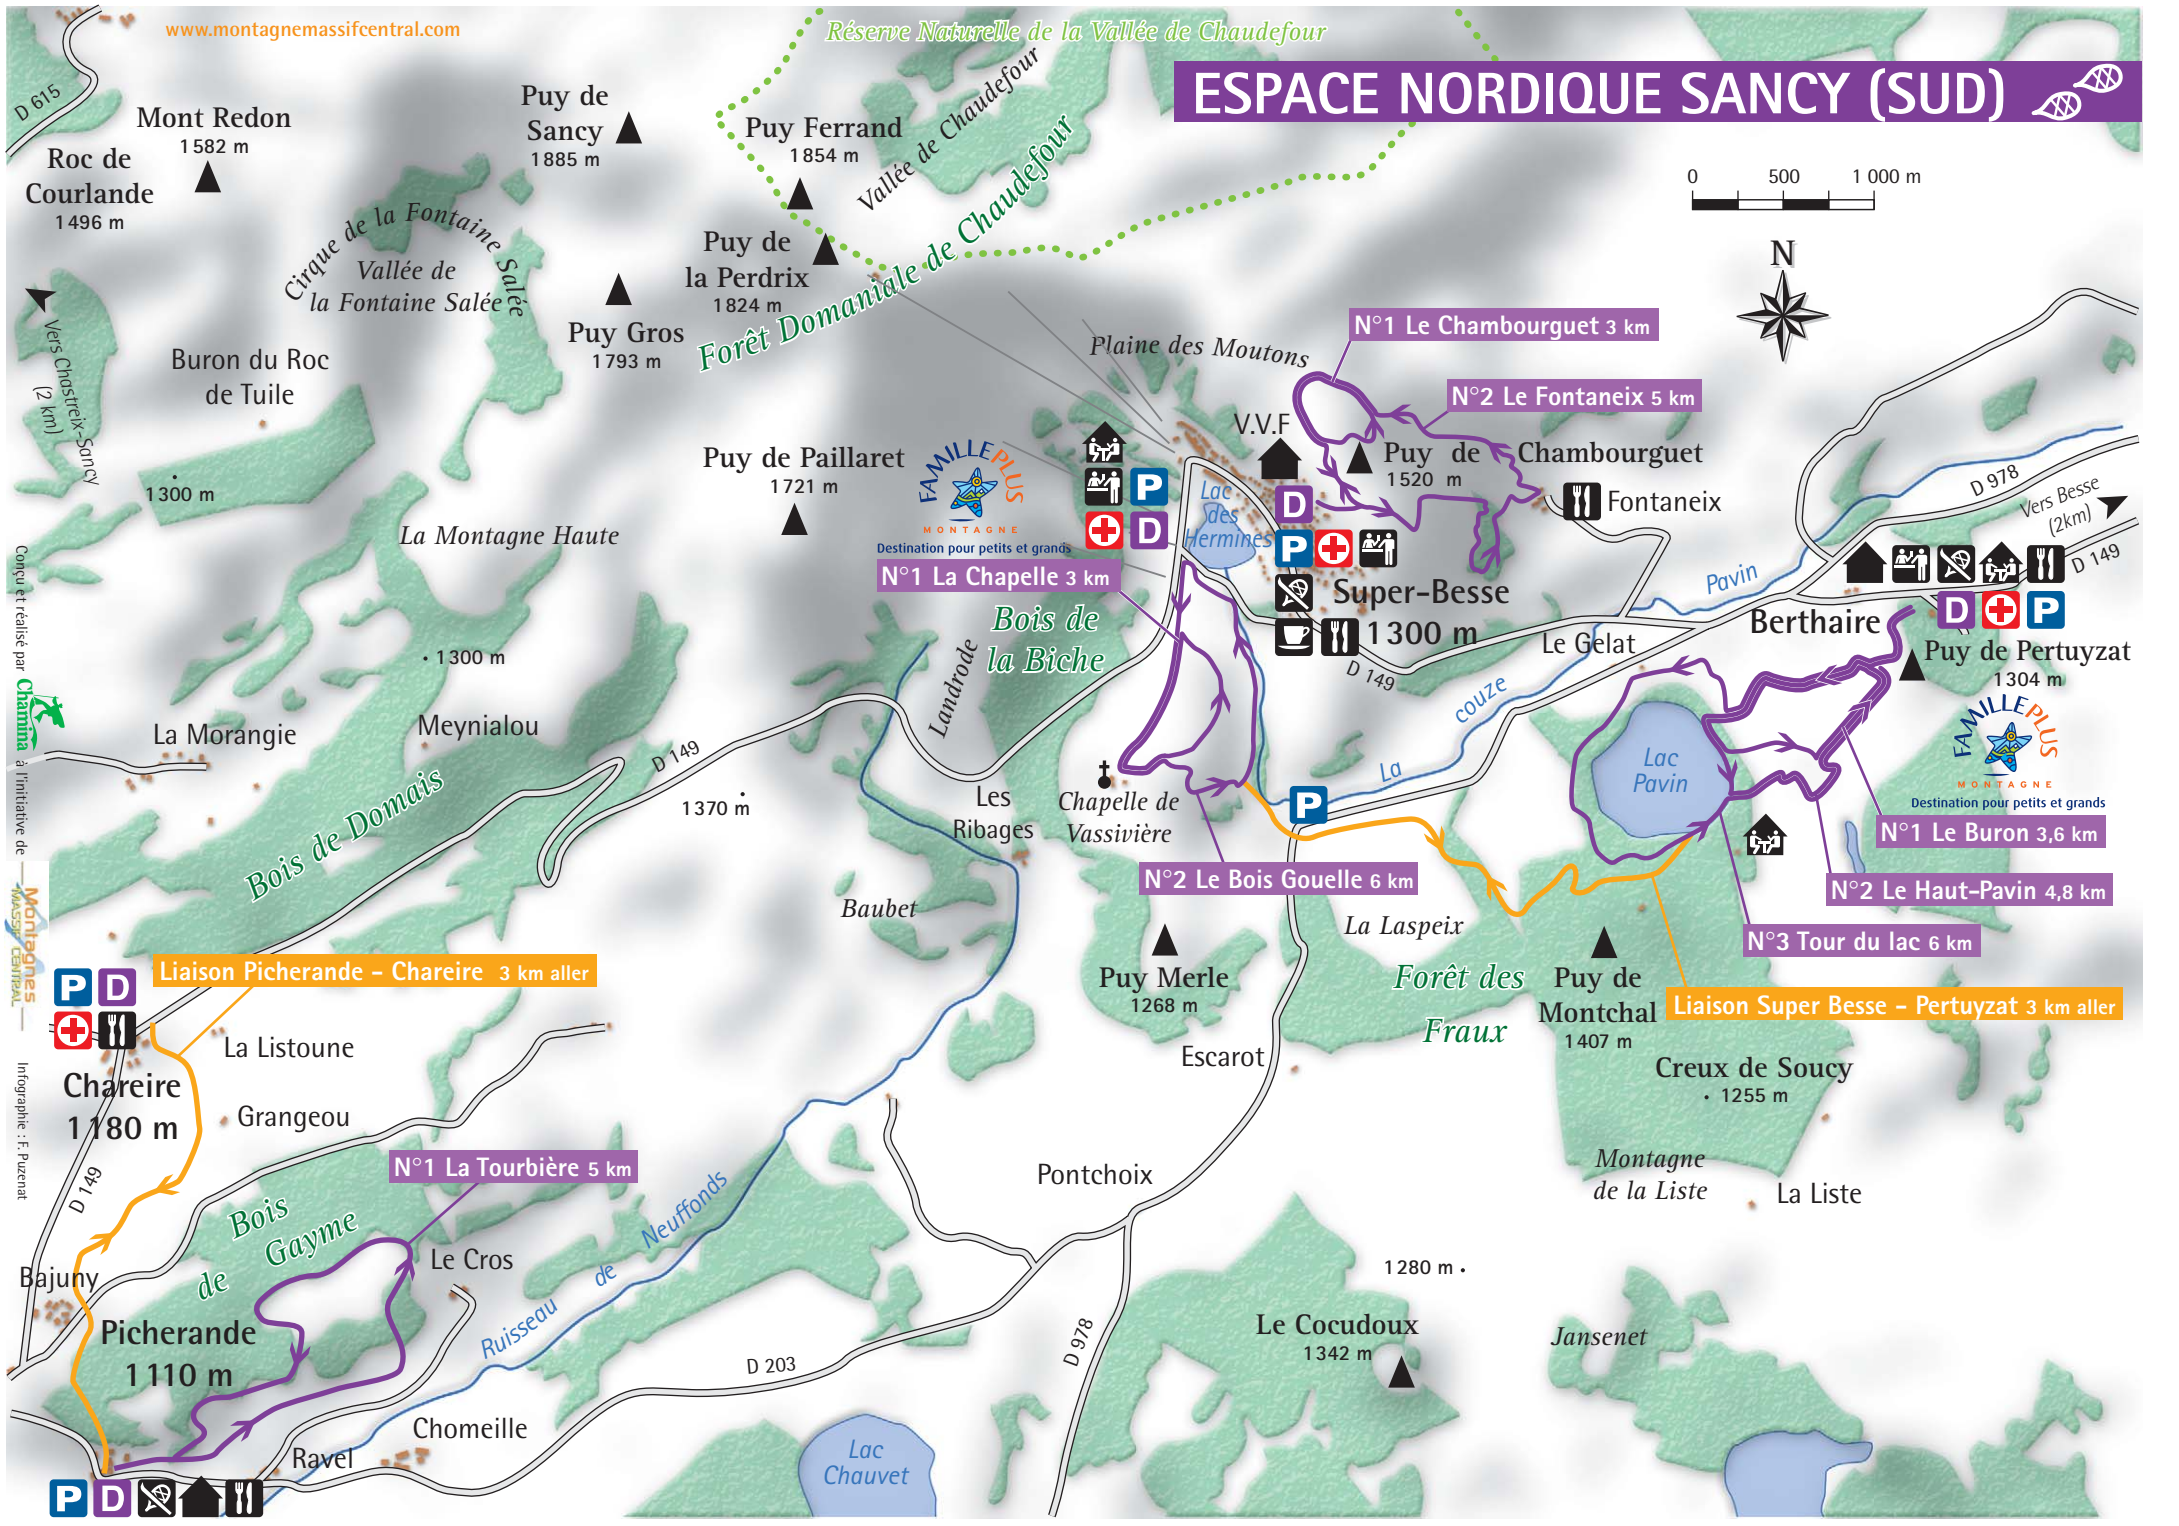 www.montagnemassifcentral.com
Réserve Naturelle de la Vallée de Chaudefour
ESPACE NORDIQUE SANCY (SUD)
D 615
Mont Redon
1 582 m
Roc de
Courlande
1 496 m
Puy de
Sancy
1 885 m
Puy Ferrand
1 854 m
Vallée de Chaudefour
Forêt Domaniale de Chaudefour
0 500 1 000 m
N
Cirque de la Fontaine Salée
Vallée de
la Fontaine Salée
Puy de
la Perdrix
1 824 m
Puy Gros
1 793 m
Vers Chastreix-Sancy
(2 km)
Buron du Roc
de Tuile
1 300 m
Plaine des Moutons
N°1 Le Chambourguet 3 km
N°2 Le Fontaneix 5 km
V.V.F
Puy de Chambourguet
1 520 m
Fontaneix
Puy de Paillaret
1 721 m
FAMILLE PLUS
MONTAGNE
Destination pour petits et grands
P
D
Lac
des
Hermines
D
P
La Montagne Haute
N°1 La Chapelle 3 km
Super-Besse
1 300 m
D 978
Vers Besse
(2km)
D 149
Pavin
Berthaire
D
P
Puy de Pertuyzat
1 304 m
Le Gelat
D 149
Bois de
la Biche
Landrode
La couze
1 300 m
Meynialou
La Morangie
Bois de Domais
D 149
1 370 m
Les
Ribages
Chapelle de
Vassivière
P
Lac
Pavin
FAMILLE PLUS
MONTAGNE
Destination pour petits et grands
N°1 Le Buron 3,6 km
N°2 Le Haut-Pavin 4,8 km
N°3 Tour du lac 6 km
N°2 Le Bois Gouelle 6 km
Baubet
La Laspeix
Puy Merle
1268 m
Forêt des
Fraux
Puy de
Montchal
1 407 m
Liaison Super Besse - Pertuyzat 3 km aller
Escarot
Creux de Soucy
1 255 m
Montagne
de la Liste
La Liste
Conçu et réalisé par Chamina à l'initiative de
Montagnes
MASSIF CENTRAL
Infographie : F. Puzenat
P D
Liaison Picherande - Chareire 3 km aller
La Listoune
Chareire
1 180 m
Grangeou
D 149
N°1 La Tourbière 5 km
Bois
de
Gayme
Le Cros
Ruisseau de Neuffonds
Pontchoix
Bajuny
Picherande
1 110 m
D 203
D 978
1 280 m
Le Cocudoux
1 342 m
Jansenet
Chomeille
Ravel
Lac
Chauvet
P D